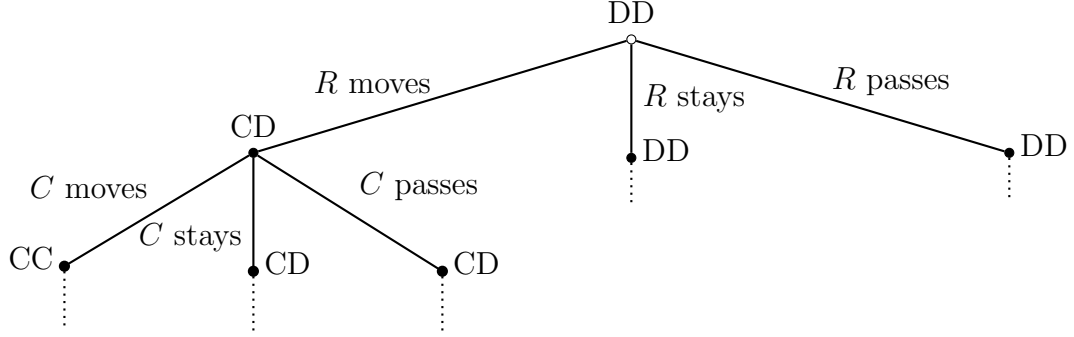 DD
R moves
R stays
R passes
CD
DD
DD
C moves
C stays
C passes
CC
CD
CD